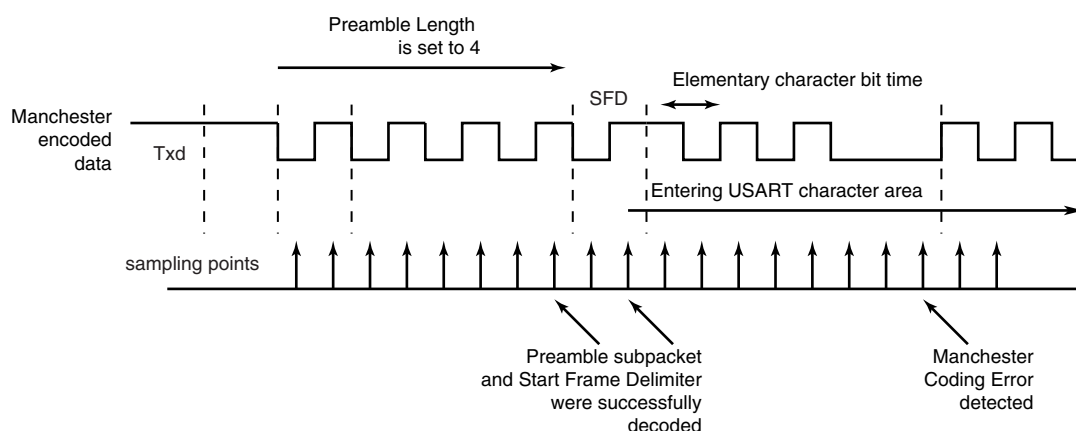 Preamble Length
is set to 4
Elementary character bit time
SFD
Manchester
encoded
data
Txd
Entering USART character area
sampling points
Preamble subpacket
and Start Frame Delimiter
were successfully
decoded
Manchester
Coding Error
detected